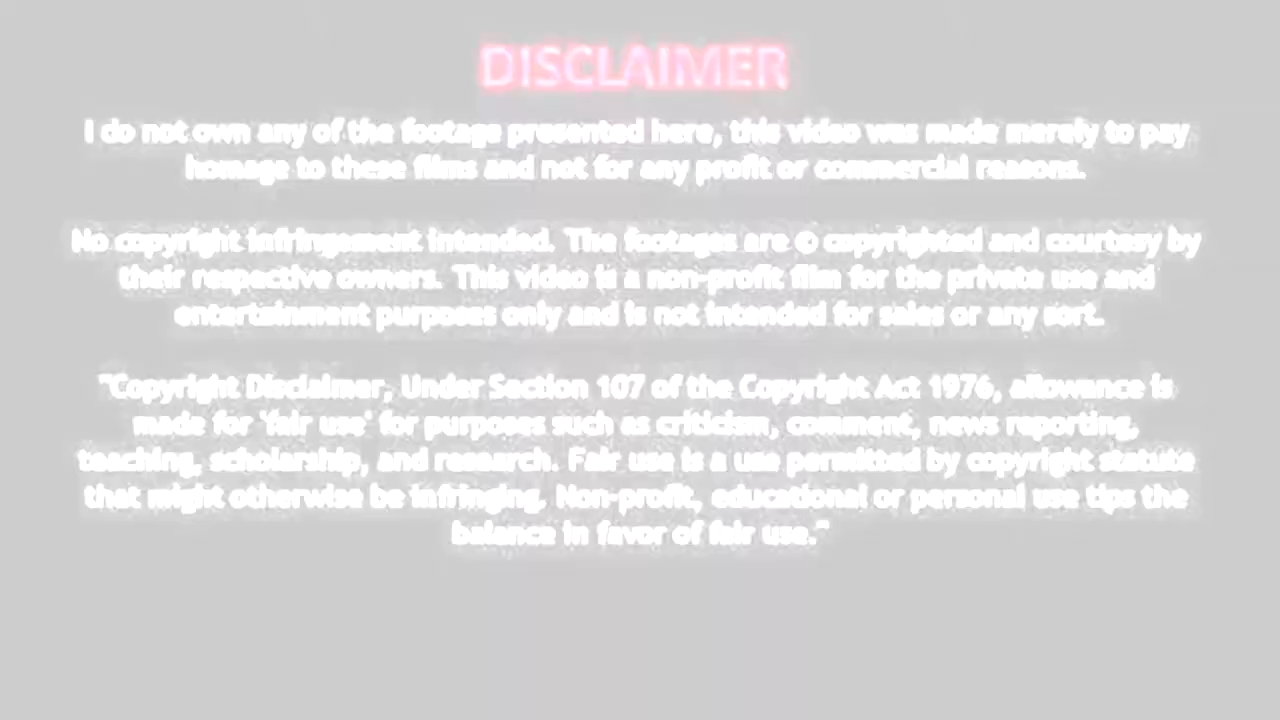 DISCLAIMER
I do not own any of the footage presented here, this video was made merely to pay
homage to these films and not for any profit or commercial reasons.
No copyright infringement intended. The footages are © copyrighted and courtesy by
their respective owners. This video is a non-profit film for the private use and
entertainment purposes only and is not intended for sales or any sort.
"Copyright Disclaimer, Under Section 107 of the Copyright Act 1976, allowance is
made for 'fair use' for purposes such as criticism, comment, news reporting,
teaching, scholarship, and research. Fair use is a use permitted by copyright statute
that might otherwise be infringing. Non-profit, educational or personal use tips the
balance in favor of fair use."